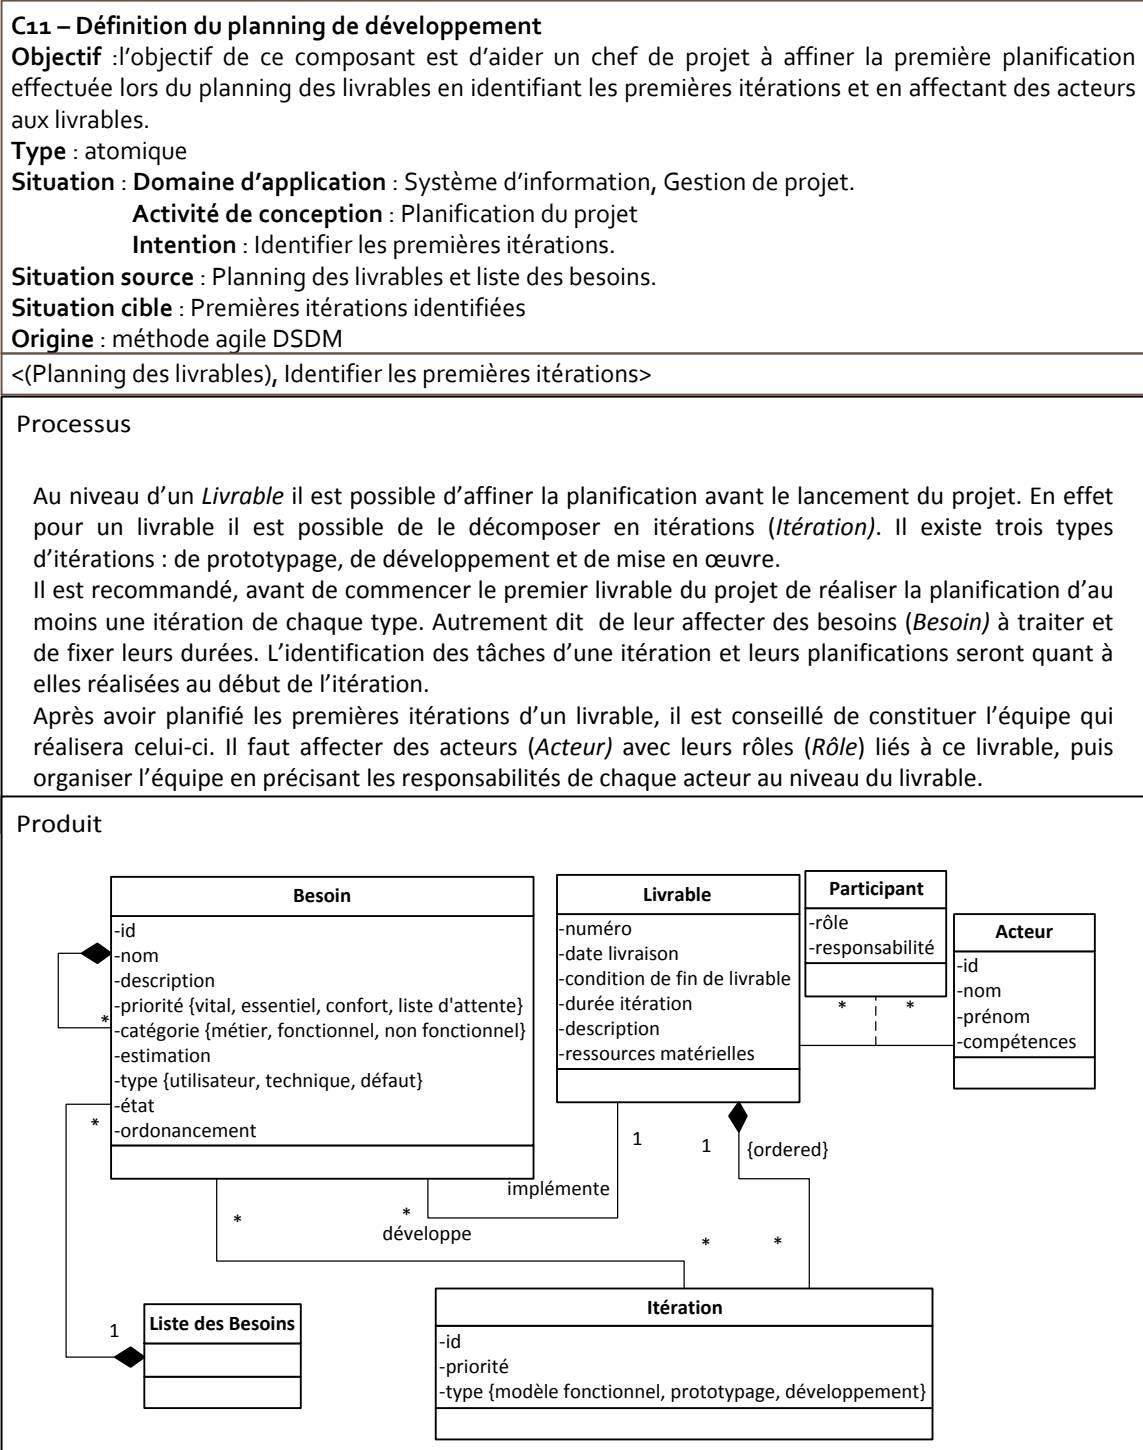 C11 – Définition du planning de développement
Objectif :l'objectif de ce composant est d'aider un chef de projet à affiner la première planification
effectuée lors du planning des livrables en identifiant les premières itérations et en affectant des acteurs
aux livrables.
Type : atomique
Situation : Domaine d'application : Système d'information, Gestion de projet.
Activité de conception : Planification du projet
Intention : Identifier les premières itérations.
Situation source : Planning des livrables et liste des besoins.
Situation cible : Premières itérations identifiées
Origine : méthode agile DSDM
<(Planning des livrables), Identifier les premières itérations>
Processus
Au niveau d'un Livrable il est possible d'affiner la planification avant le lancement du projet. En effet
pour un livrable il est possible de le décomposer en itérations (Itération). Il existe trois types
d'itérations : de prototypage, de développement et de mise en œuvre.
Il est recommandé, avant de commencer le premier livrable du projet de réaliser la planification d'au
moins une itération de chaque type. Autrement dit de leur affecter des besoins (Besoin) à traiter et
de fixer leurs durées. L'identification des tâches d'une itération et leurs planifications seront quant à
elles réalisées au début de l'itération.
Après avoir planifié les premières itérations d'un livrable, il est conseillé de constituer l'équipe qui
réalisera celui-ci. Il faut affecter des acteurs (Acteur) avec leurs rôles (Rôle) liés à ce livrable, puis
organiser l'équipe en précisant les responsabilités de chaque acteur au niveau du livrable.
Produit
Besoin
-id
-nom
-description
-priorité {vital, essentiel, confort, liste d'attente}
-catégorie {métier, fonctionnel, non fonctionnel}
-estimation
-type {utilisateur, technique, défaut}
-état
-ordonancement
*
*
Livrable
-numéro
-date livraison
-condition de fin de livrable
-durée itération
-description
-ressources matérielles
Participant
-rôle
-responsabilité
* *
Acteur
-id
-nom
-prénom
-compétences
1
1
{ordered}
implémente
*
*
développe
*
*
1
Liste des Besoins
Itération
-id
-priorité
-type {modèle fonctionnel, prototypage, développement}